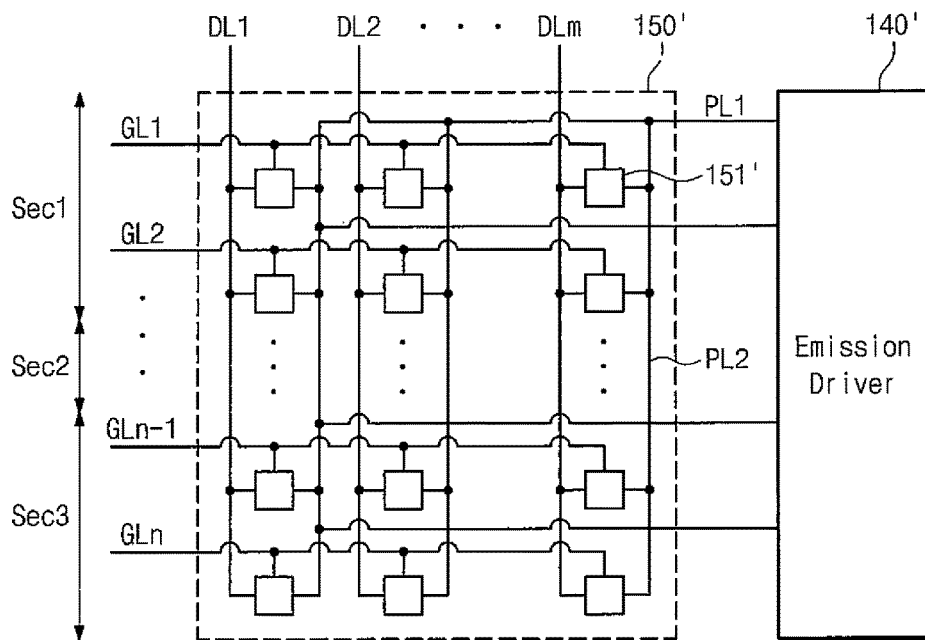 DL1 DL2 · · · DLm 150' 140'
PL1
GL1
151'
Sec1
GL2
Sec2
PL2
Emission
Driver
GLn-1
Sec3
GLn